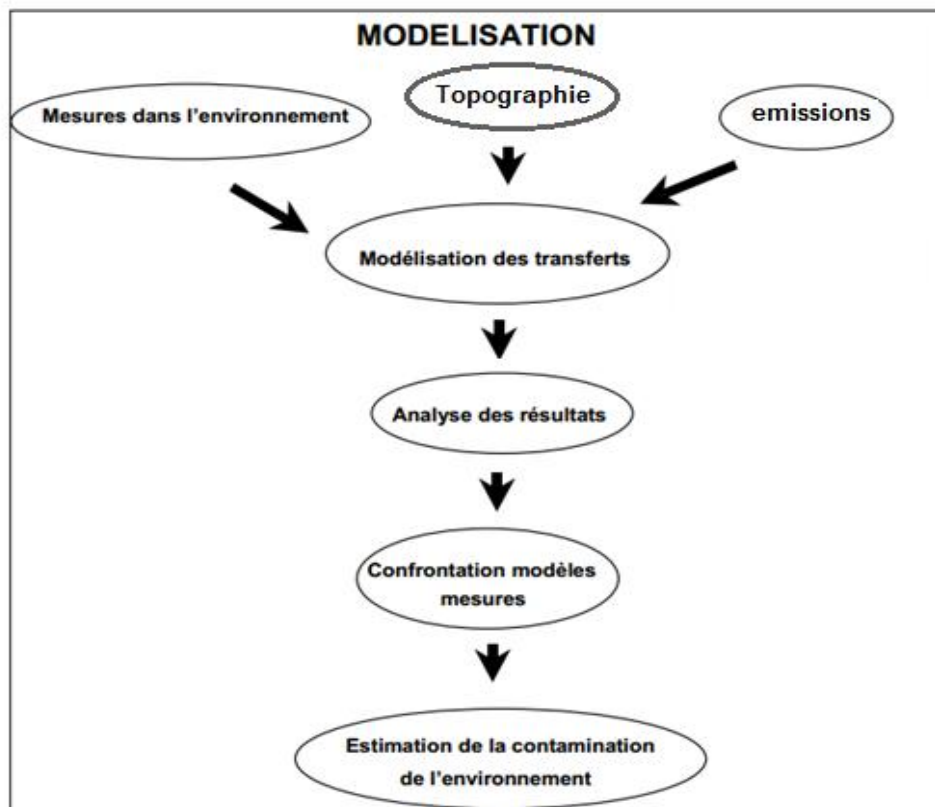 MODELISATION
Mesures dans l'environnement
Topographie
emissions
Modélisation des transferts
Analyse des résultats
Confrontation modèles
mesures
Estimation de la contamination
de l'environnement